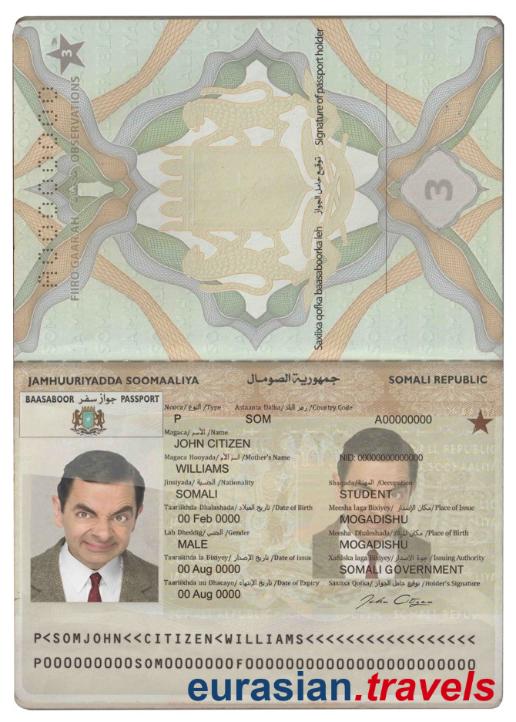 3
FIIRO GAARIAH OBSERVATIONS
Saxiixa qofka baasaboorka leh توقيع حامل الجواز Signature of passport holder
3
JAMHUURIYADDA SOOMAALIYA جمهورية الصومال SOMALI REPUBLIC
BAASABOOR جواز سفر PASSPORT
Nooca/ النوع /Type Astaanta Dalka/ رمز البلد /Country Code
P SOM A00000000
Magaca/ الاسم /Name
JOHN CITIZEN
Magaca Hooyada/ اسم الأم /Mother's Name
WILLIAMS NID: 00000000000000
Jinsiyada/ الجنسية /Nationality Shaqada/ المهنة /Occupation
SOMALI STUDENT
Taariikhda Dhalashada/ تاريخ الميلاد /Date of Birth Meesha laga Bixiyey/ مكان الإصدار /Place of Issue
00 Feb 0000 MOGADISHU
Lab Dheddig/ الجنس /Gender Meesha Dhalashada/ مكان الميلاد /Place of Birth
MALE MOGADISHU
Taariikhda la Bixiyey/ تاريخ الإصدار /Date of Issue Xafiiska laga Bixiyey/ جهة الاصدار /Issuing Authority
00 Aug 0000 SOMALI GOVERNMENT
Taariikhda uu Dhacayo/ تاريخ الإنتهاء /Date of Expiry Saxiixa Qofka/ توقيع حامل الجواز /Holder's Signature
00 Aug 0000 John Citizen
P<SOMJOHN<<CITIZEN<WILLIAMS<<<<<<<<<<<<<<<<<
P000000000SOM0000000F00000000000000000000000
eurasian.travels